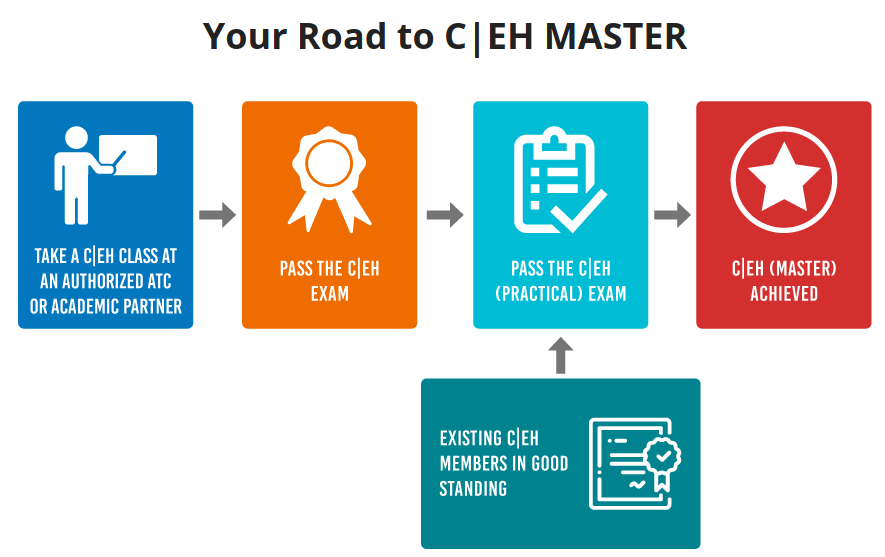 Your Road to C|EH MASTER
TAKE A C|EH CLASS AT
AN AUTHORIZED ATC
OR ACADEMIC PARTNER
PASS THE C|EH
EXAM
PASS THE C|EH
(PRACTICAL) EXAM
C|EH (MASTER)
ACHIEVED
EXISTING C|EH
MEMBERS IN GOOD
STANDING